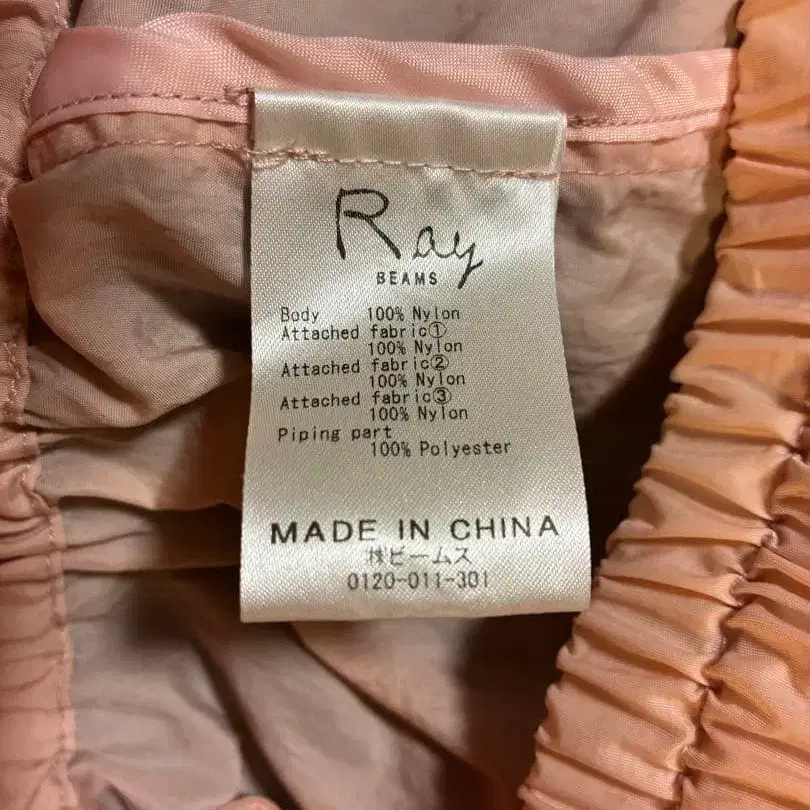 Ray
BEAMS
Body 100% Nylon
Attached fabric①
100% Nylon
Attached fabric②
100% Nylon
Attached fabric③
100% Nylon
Piping part
100% Polyester
MADE IN CHINA
㈱ビームス
0120-011-301